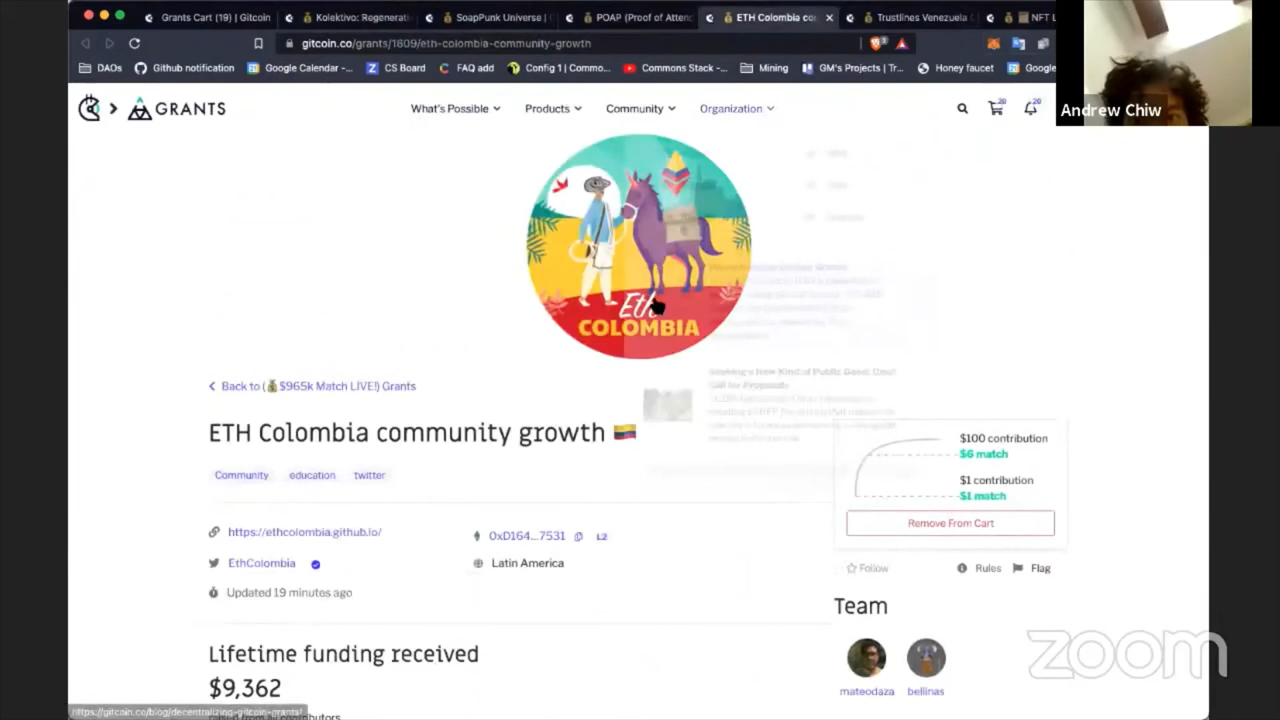 Grants Cart (19) | Gitcoin
Kolektivo: Regenerati
SoapPunk Universe |
POAP (Proof of Atten
ETH Colombia co
Trustlines Venezuela
NFT L
gitcoin.co/grants/1609/eth-colombia-community-growth
DAOs
Github notification
Google Calendar -...
CS Board
FAQ add
Config 1 | Commo...
Commons Stack -...
Mining
GM's Projects | Tr...
Honey faucet
Google
Andrew Chiw
GRANTS
What's Possible
Products
Community
Organization
20
20
Eth
COLOMBIA
Back to (💰$965k Match LIVE!) Grants
ETH Colombia community growth 🇨🇴
Community
education
twitter
$100 contribution
$6 match
$1 contribution
$1 match
Remove From Cart
https://ethcolombia.github.io/
0xD164...7531
L2
EthColombia
Latin America
Updated 19 minutes ago
Follow
Rules
Flag
Team
mateodaza
bellinas
Lifetime funding received
$9,362
https://gitcoin.co/blog/decentralizing-gitcoin-grants/
zoom